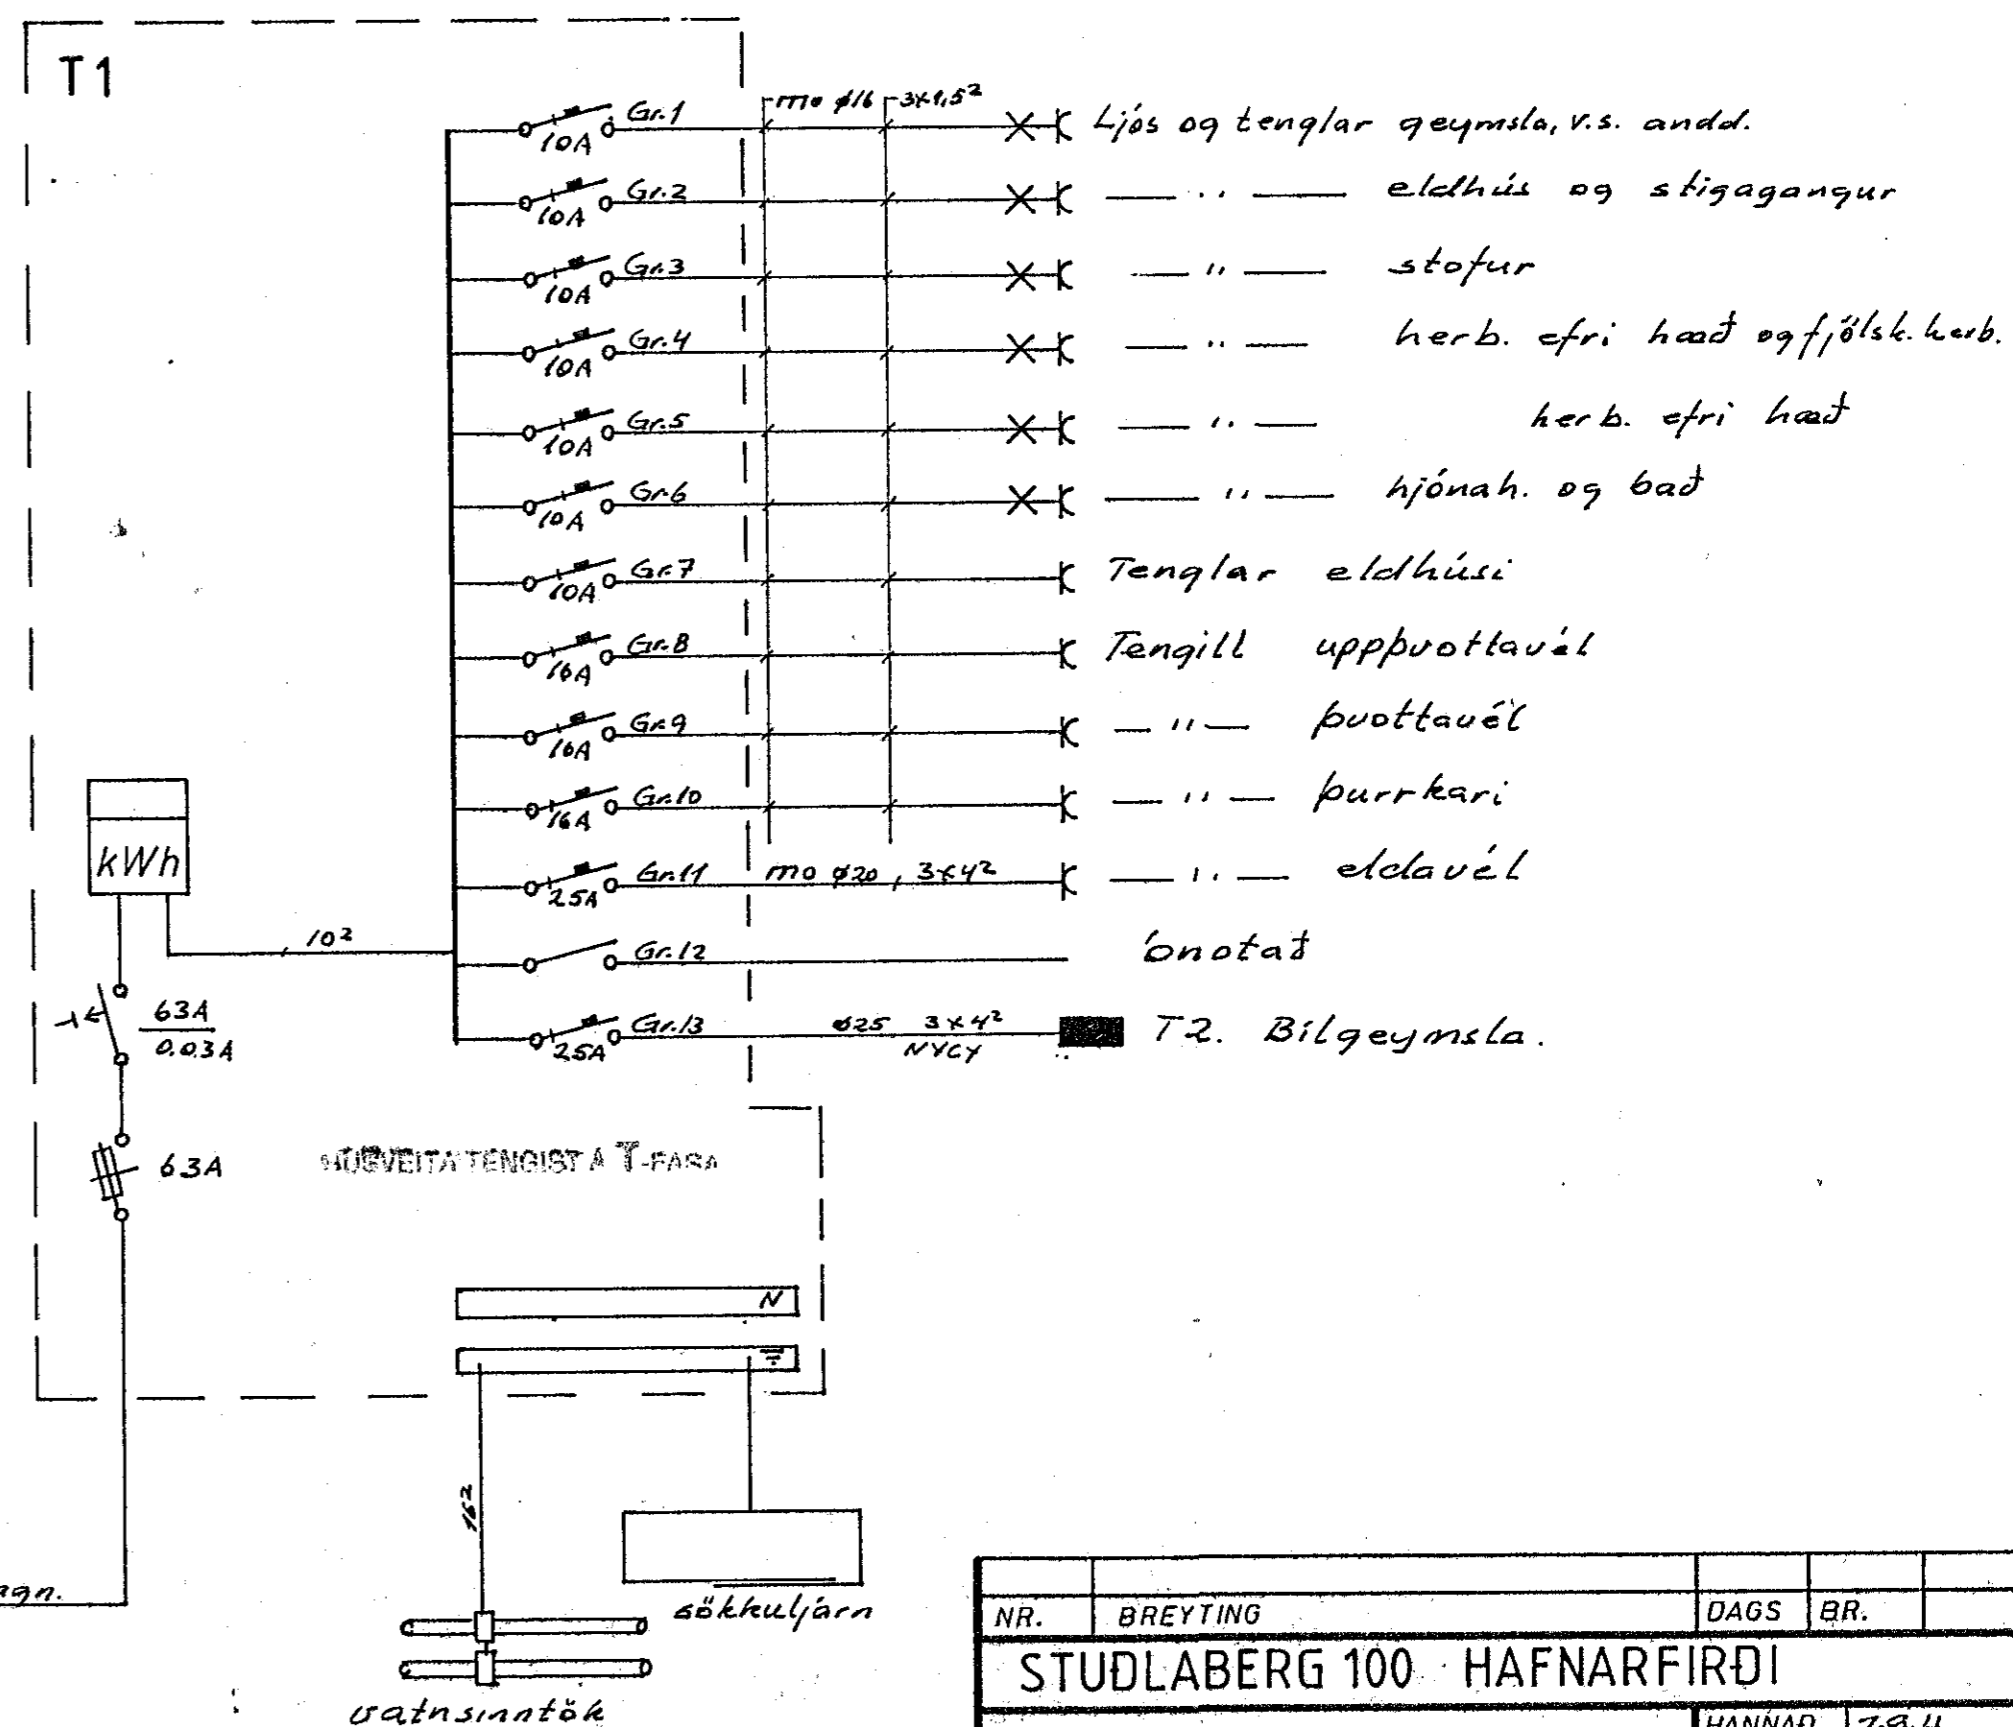 T1
mø ø16 3x1,5²
Gr.1 10A Ljós og tenglar geymsla, v.s. andd.
Gr.2 10A — ,, — eldhús og stigagangur
Gr.3 10A — ,, — stofur
Gr.4 10A — ,, — herb. efri hæð og fjölsk. herb.
Gr.5 10A — ,, — herb. efri hæð
Gr.6 10A — ,, — hjónah. og bað
Gr.7 10A Tenglar eldhúsi
Gr.8 16A Tengill uppþvottavél
Gr.9 16A — ,, — þvottavél
Gr.10 16A — ,, — þurrkari
kWh
Gr.11 25A mø ø20, 3x4² — ,, — eldavél
10²
Gr.12 ónotað
63A
0.03A
Gr.13 25A ø25 3x4² NYCY T2. Bílgeymsla.
63A
HÚSVEITA TENGIST Á T-FASA
N
16²
sökkuljárn
vatnsinntök
NR. BREYTING DAGS BR.
STUÐLABERG 100 HAFNARFIRÐI
HANNAÐ